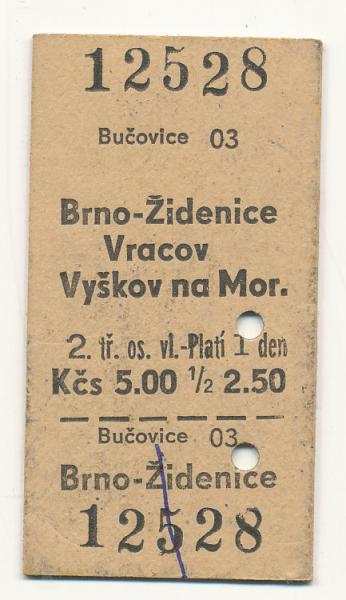 12528
Bučovice 03
Brno-Židenice
Vracov
Vyškov na Mor.
2. tř. os. vl.-Platí 1 den
Kčs 5.00 ½ 2.50
Bučovice 03
Brno-Židenice
12528